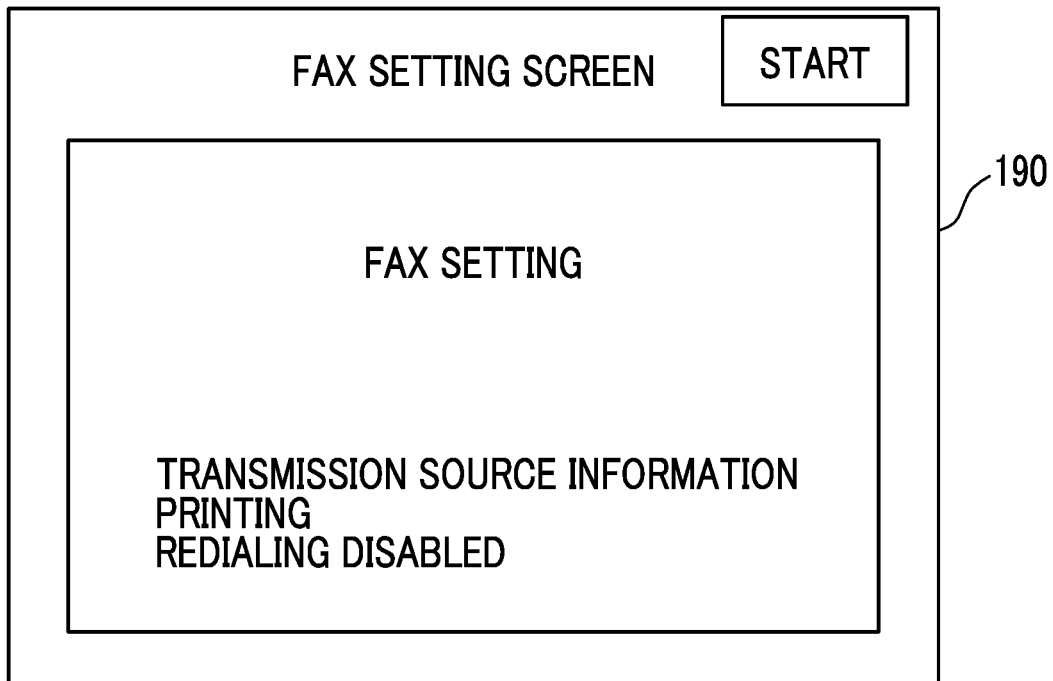 FAX SETTING SCREEN
START
190
FAX SETTING
TRANSMISSION SOURCE INFORMATION
PRINTING
REDIALING DISABLED